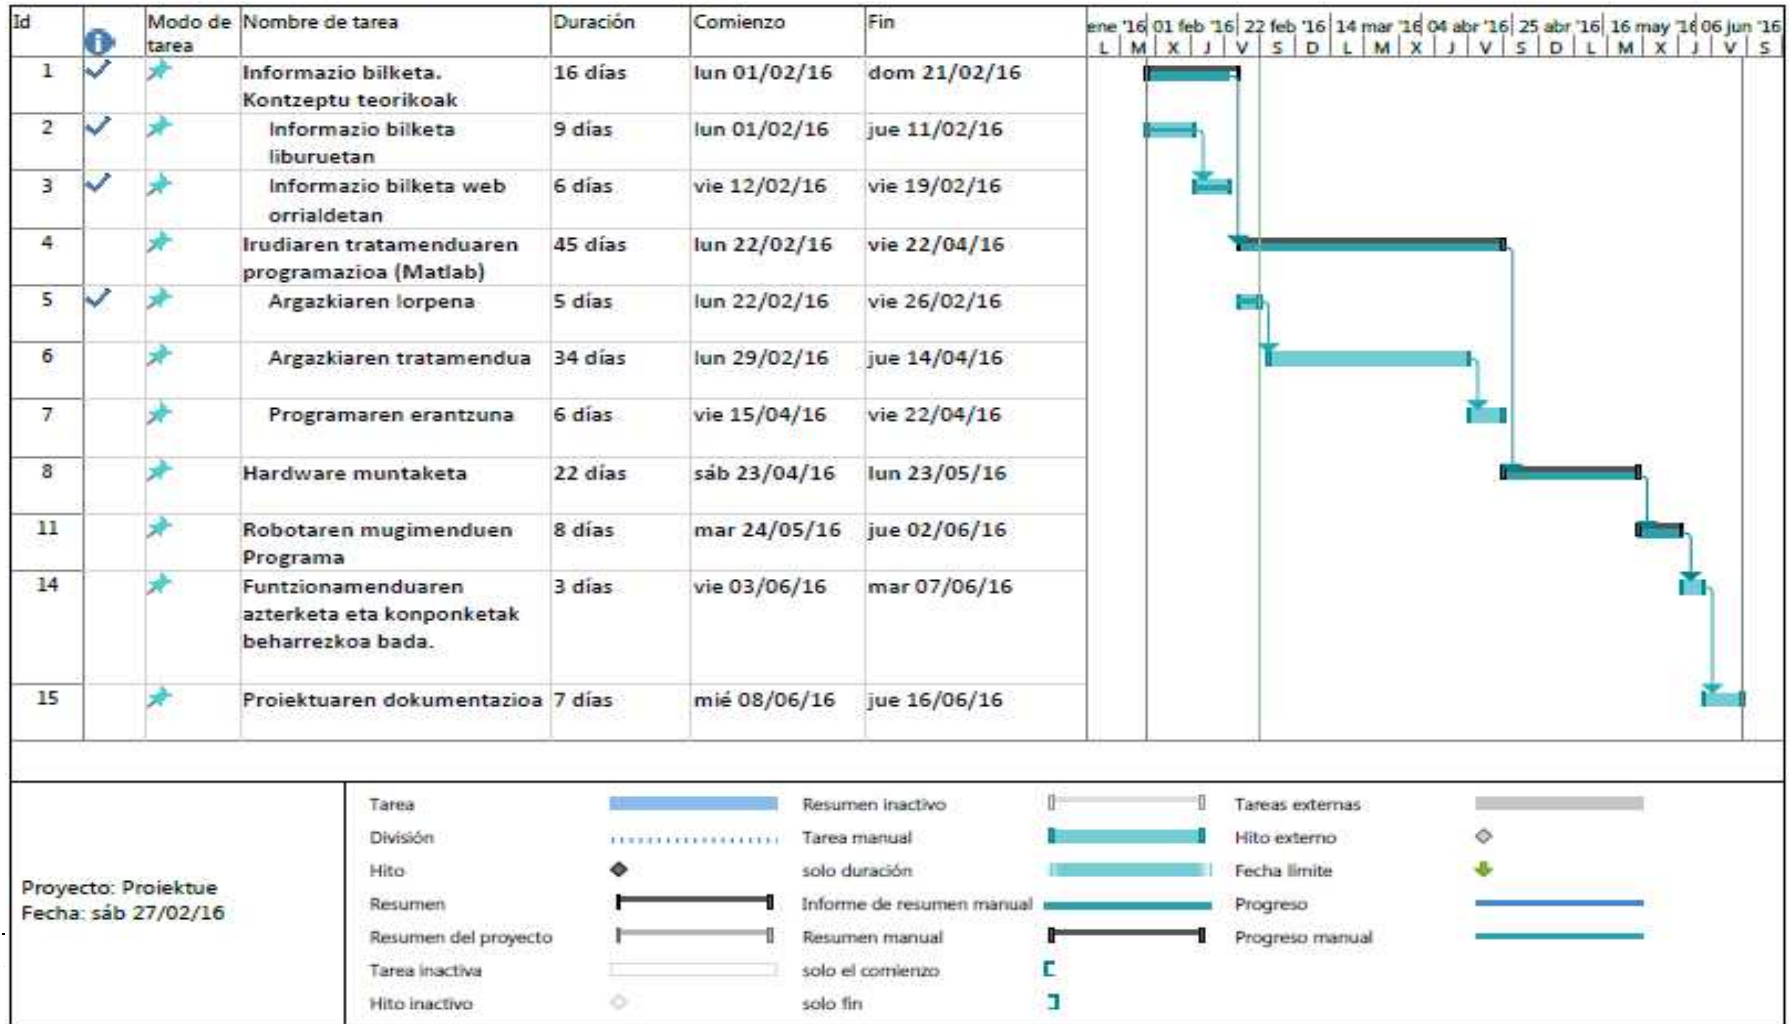 Id Modo de tarea Nombre de tarea Duración Comienzo Fin
ene '16 01 feb '16 22 feb '16 14 mar '16 04 abr '16 25 abr '16 16 may '16 06 jun '16
L M X J V S D L M X J V S D L M X J V S
1 Informazio bilketa. 16 días lun 01/02/16 dom 21/02/16
Kontzeptu teorikoak
2 Informazio bilketa 9 días lun 01/02/16 jue 11/02/16
liburuetan
3 Informazio bilketa web 6 días vie 12/02/16 vie 19/02/16
orrialdetan
4 Irudiaren tratamenduaren 45 días lun 22/02/16 vie 22/04/16
programazioa (Matlab)
5 Argazkiaren lorpena 5 días lun 22/02/16 vie 26/02/16
6 Argazkiaren tratamendua 34 días lun 29/02/16 jue 14/04/16
7 Programaren erantzuna 6 días vie 15/04/16 vie 22/04/16
8 Hardware muntaketa 22 días sáb 23/04/16 lun 23/05/16
11 Robotaren mugimenduen 8 días mar 24/05/16 jue 02/06/16
Programa
14 Funtzionamenduaren 3 días vie 03/06/16 mar 07/06/16
azterketa eta konponketak
beharrezkoa bada.
15 Proiektuaren dokumentazioa 7 días mié 08/06/16 jue 16/06/16
Proyecto: Proiektue
Fecha: sáb 27/02/16
Tarea Resumen inactivo Tareas externas
División Tarea manual Hito externo
Hito solo duración Fecha límite
Resumen Informe de resumen manual Progreso
Resumen del proyecto Resumen manual Progreso manual
Tarea inactiva solo el comienzo
Hito inactivo solo fin